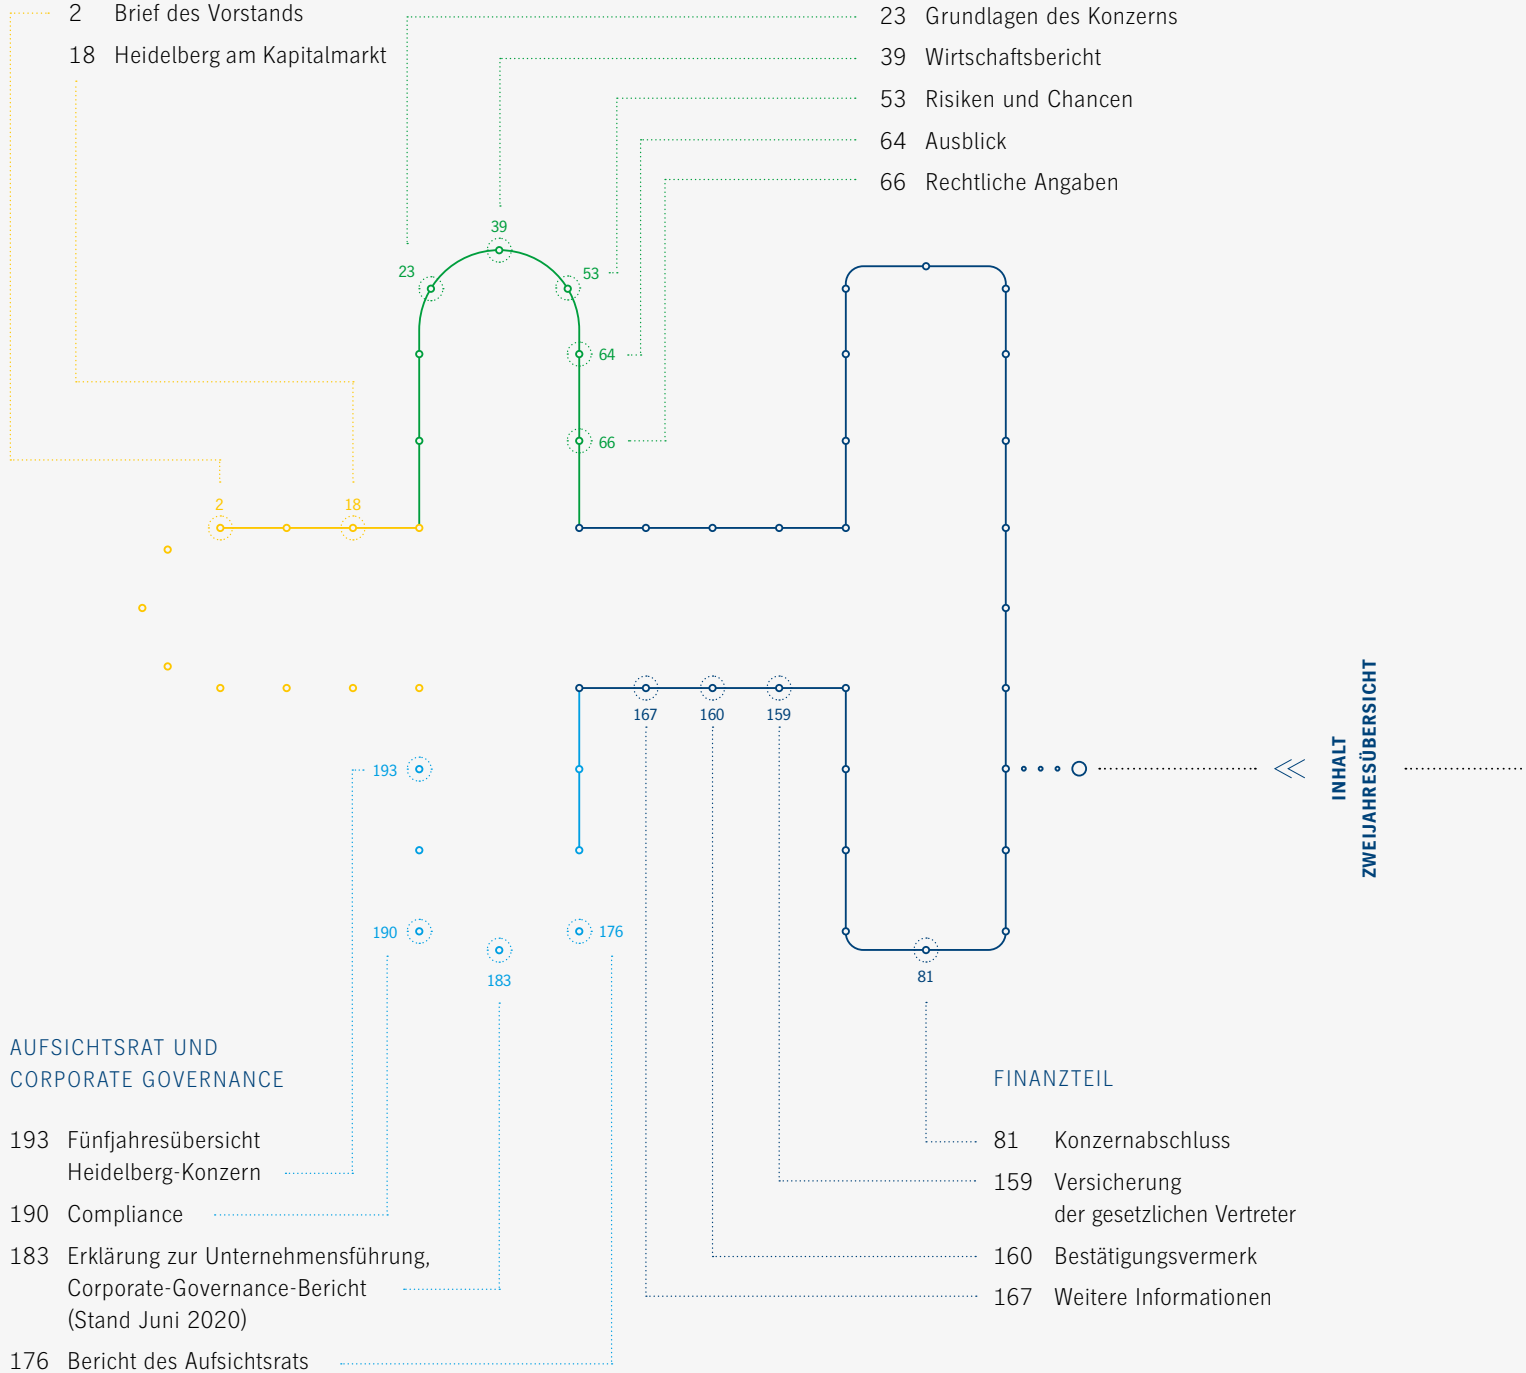 2 Brief des Vorstands
18 Heidelberg am Kapitalmarkt
23 Grundlagen des Konzerns
39 Wirtschaftsbericht
53 Risiken und Chancen
64 Ausblick
66 Rechtliche Angaben
39
23
53
64
66
2
18
167
160
159
193
190
176
183
81
INHALT
ZWEIJAHRESÜBERSICHT
AUFSICHTSRAT UND
CORPORATE GOVERNANCE
193 Fünfjahresübersicht
Heidelberg-Konzern
190 Compliance
183 Erklärung zur Unternehmensführung,
Corporate-Governance-Bericht
(Stand Juni 2020)
176 Bericht des Aufsichtsrats
FINANZTEIL
81 Konzernabschluss
159 Versicherung
der gesetzlichen Vertreter
160 Bestätigungsvermerk
167 Weitere Informationen